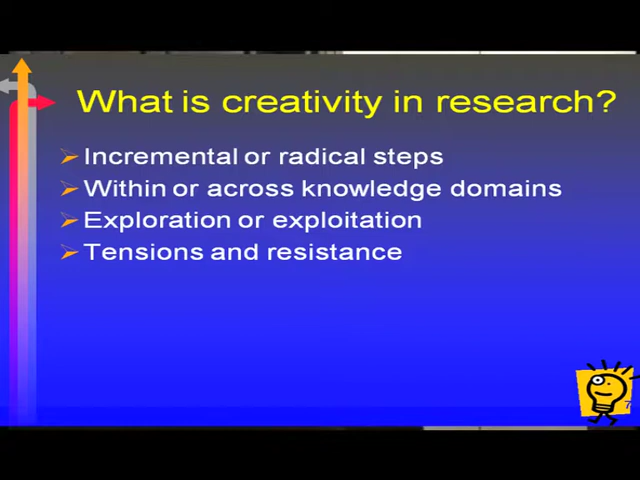 What is creativity in research?
Incremental or radical steps
Within or across knowledge domains
Exploration or exploitation
Tensions and resistance
7